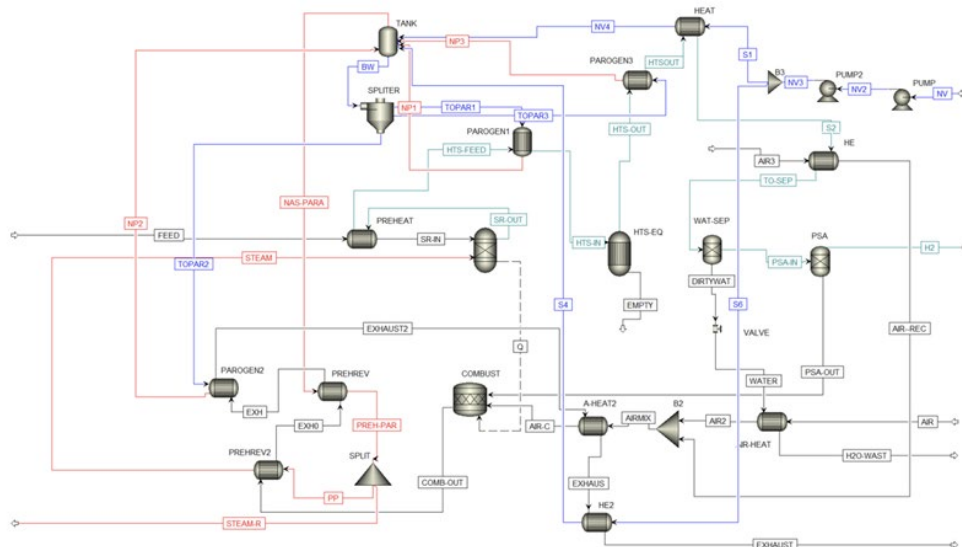 TANK
HEAT
NV4
NP3
HTSOUT
S1
PAROGEN3
B3
BW
NV3
PUMP2
PUMP
NV2
NV
SPLITER
NP1
TOPAR1
TOPAR3
HTS-OUT
S2
PAROGEN1
HTS-FEED
AIR3
HE
TO-SEP
NAS-PARA
NP2
PREHEAT
SR-OUT
WAT-SEP
PSA
FEED
SR-IN
HTS-IN
HTS-EQ
H2
STEAM
PSA-IN
TOPAR2
DIRTYWAT
EMPTY
S4
S6
EXHAUST2
VALVE
AIR--REC
Q
COMBUST
PAROGEN2
PREHREV
WATER
PSA-OUT
EXH
A-HEAT2
B2
AIRMIX
AIR2
AIR
EXH0
PREH-PAR
AIR-C
IR-HEAT
H2O-WAST
PREHREV2
SPLIT
COMB-OUT
EXHAUS
PP
HE2
STEAM-R
EXHAUST